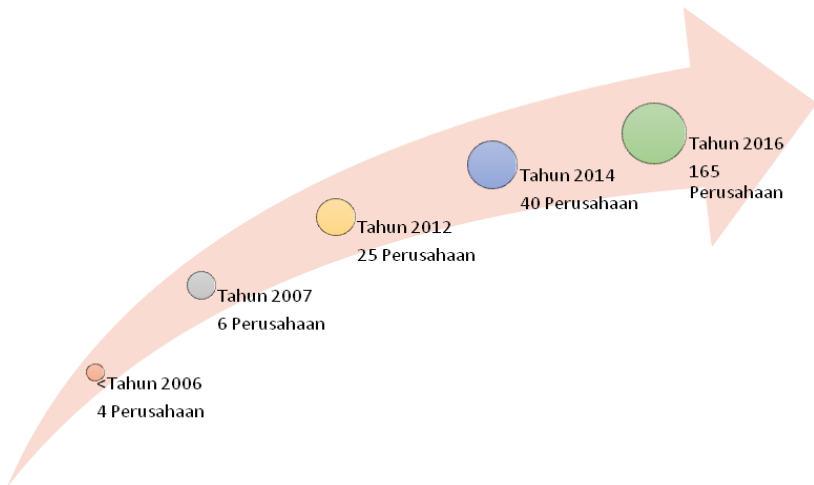 <Tahun 2006
4 Perusahaan
Tahun 2007
6 Perusahaan
Tahun 2012
25 Perusahaan
Tahun 2014
40 Perusahaan
Tahun 2016
165
Perusahaan